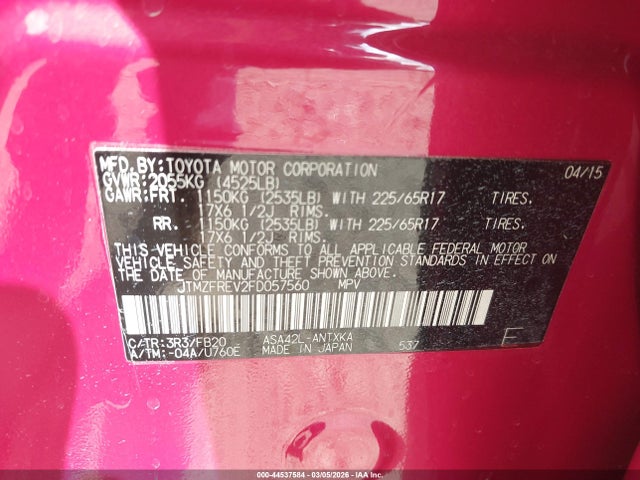 MFD.BY:TOYOTA MOTOR CORPORATION 04/15
GVWR:2055KG (4525LB)
GAWR:FRT. 1150KG (2535LB) WITH 225/65R17 TIRES.
17X6 1/2J RIMS.
RR. 1150KG (2535LB) WITH 225/65R17 TIRES.
17X6 1/2J RIMS.
THIS VEHICLE CONFORMS TO ALL APPLICABLE FEDERAL MOTOR
VEHICLE SAFETY AND THEFT PREVENTION STANDARDS IN EFFECT ON
THE DATE OF MANUFACTURE SHOWN ABOVE.
JTMZFREV2FD057560 MPV
C/TR:3R3/FB20 ASA42L-ANTXKA
A/TM:-04A/U760E MADE IN JAPAN 537 E
000-44537584 | 03/05/2026 - IAA Inc.